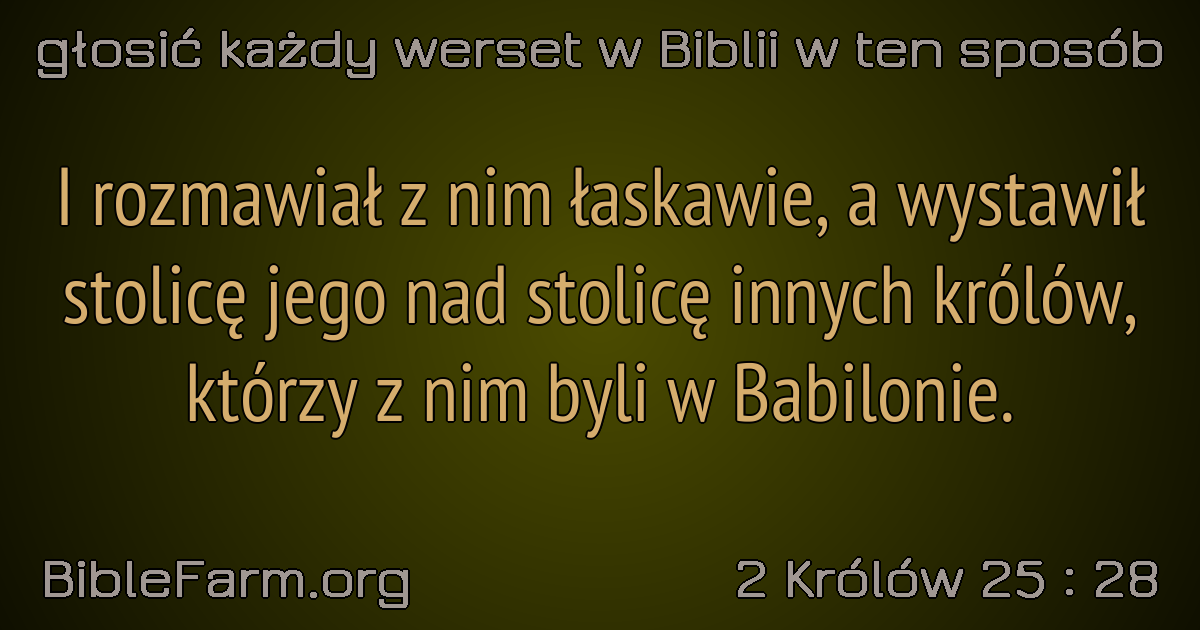 głosić każdy werset w Biblii w ten sposób
I rozmawiał z nim łaskawie, a wystawił
stolicę jego nad stolicę innych królów,
którzy z nim byli w Babilonie.
BibleFarm.org
2 Królów 25 : 28